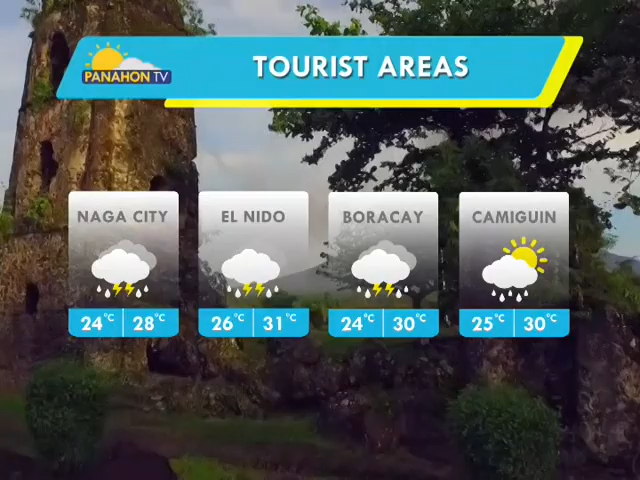 PANAHON TV
TOURIST AREAS
NAGA CITY
24°C 28°C
EL NIDO
26°C 31°C
BORACAY
24°C 30°C
CAMIGUIN
25°C 30°C